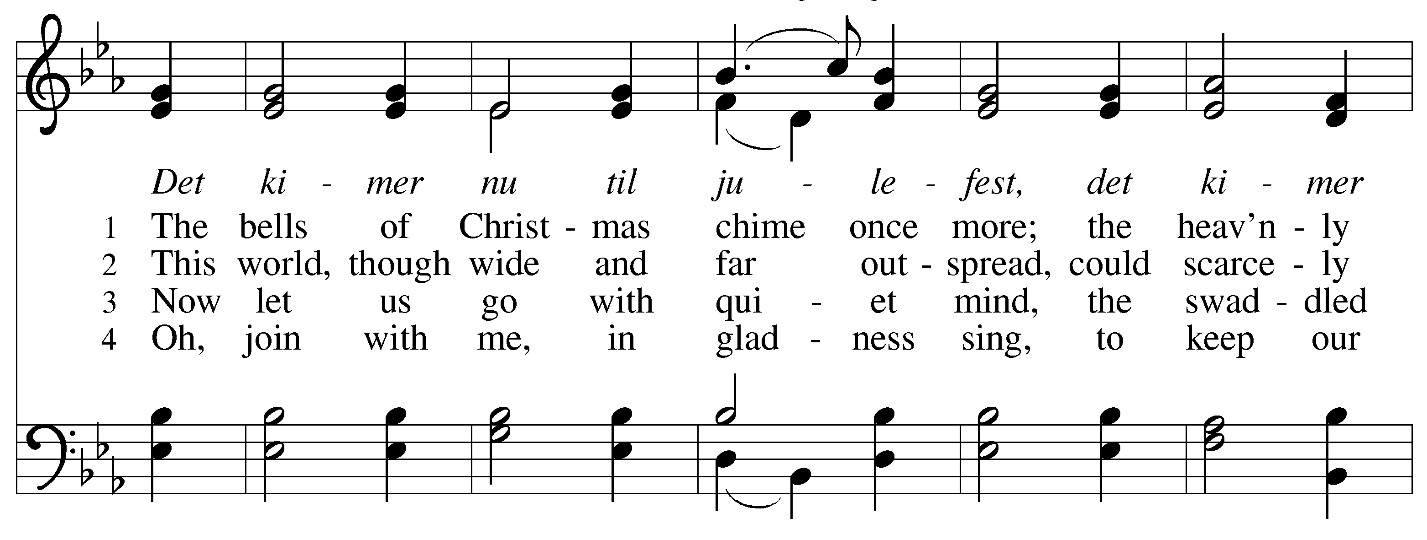 Det ki - mer nu til ju - le - fest, det ki - mer
1 The bells of Christ - mas chime once more; the heav’n - ly
2 This world, though wide and far out - spread, could scarce - ly
3 Now let us go with qui - et mind, the swad - dled
4 Oh, join with me, in glad - ness sing, to keep our